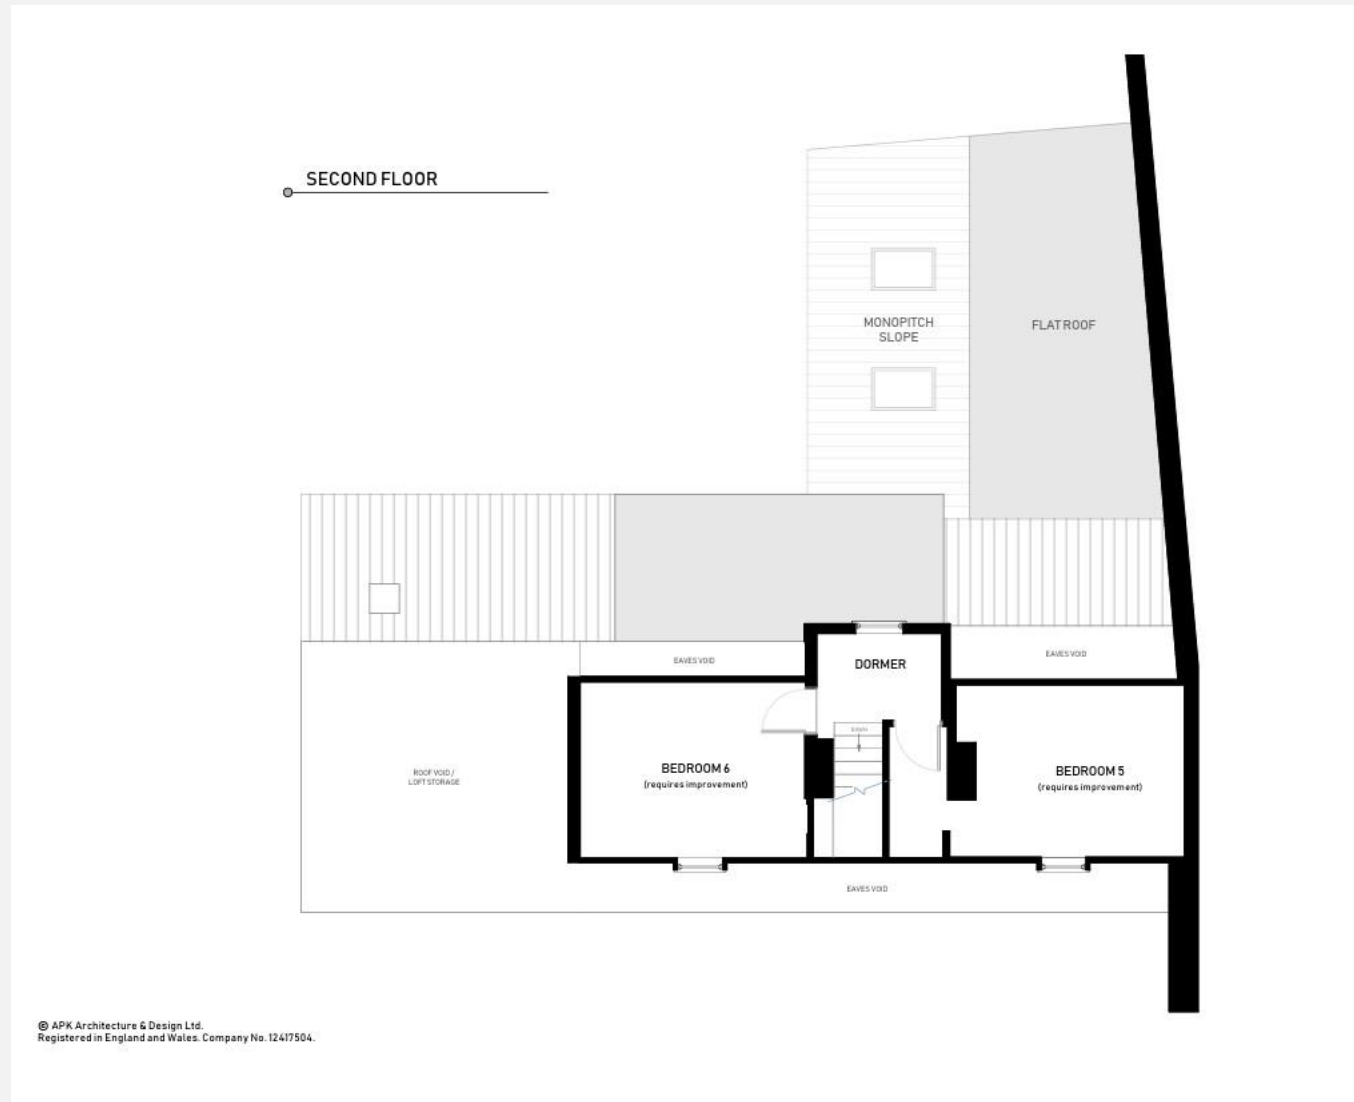 SECOND FLOOR
MONOPITCH
SLOPE
FLAT ROOF
EAVES VOID
EAVES VOID
DORMER
DOWN
BEDROOM 6
(requires improvement)
BEDROOM 5
(requires improvement)
ROOF VOID /
LOFT STORAGE
EAVES VOID
© APK Architecture & Design Ltd.
Registered in England and Wales. Company No. 12417504.